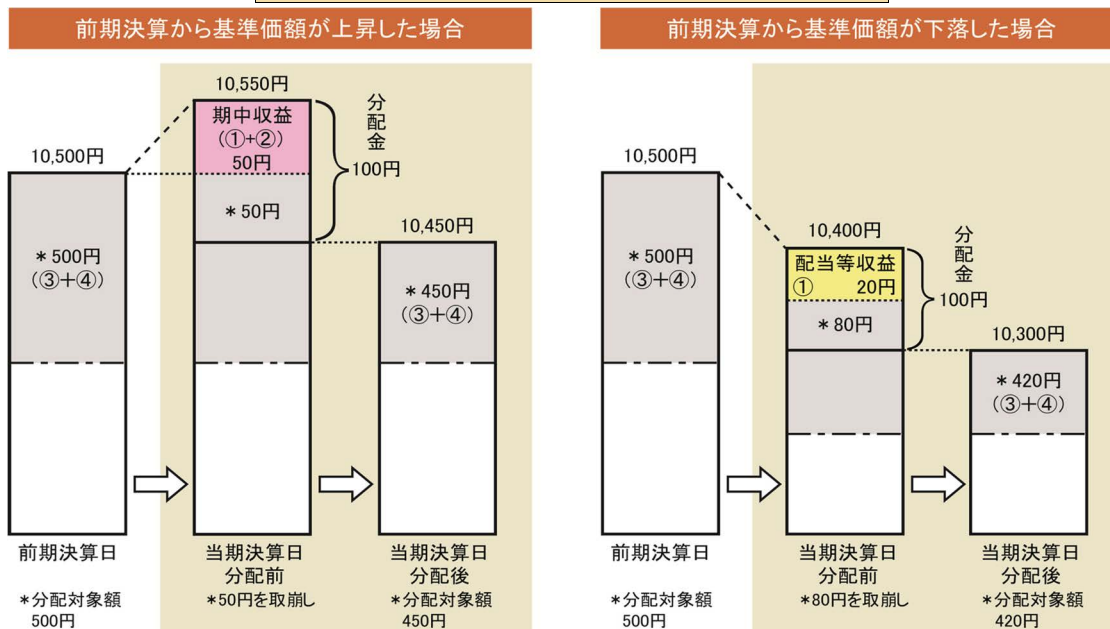 前期決算から基準価額が上昇した場合
10,550円
期中収益
(①+②)
50円
分配金
100円
10,500円
＊50円
10,450円
＊500円
(③+④)
＊450円
(③+④)
前期決算日
当期決算日
分配前
当期決算日
分配後
＊分配対象額
500円
＊50円を取崩し
＊分配対象額
450円
前期決算から基準価額が下落した場合
10,500円
＊500円
(③+④)
10,400円
配当等収益
① 20円
分配金
100円
＊80円
10,300円
＊420円
(③+④)
前期決算日
当期決算日
分配前
当期決算日
分配後
＊分配対象額
500円
＊80円を取崩し
＊分配対象額
420円